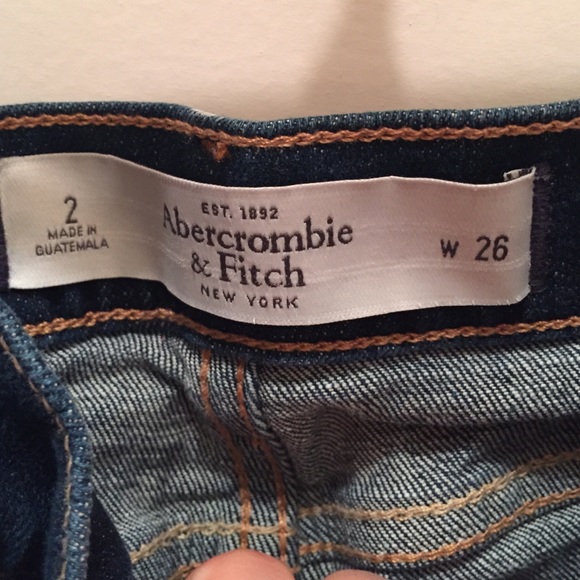 2
MADE IN
GUATEMALA
EST. 1892
Abercrombie
& Fitch
NEW YORK
W 26